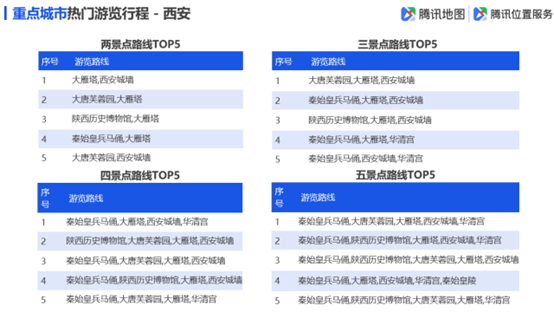 重点城市热门游览行程 - 西安
腾讯地图 腾讯位置服务
两景点路线TOP5
序号 游览路线
1 大雁塔,西安城墙
2 大唐芙蓉园,大雁塔
3 陕西历史博物馆,大雁塔
4 秦始皇兵马俑,大雁塔
5 大唐芙蓉园,西安城墙
三景点路线TOP5
序号 游览路线
1 大唐芙蓉园,大雁塔,西安城墙
2 秦始皇兵马俑,大雁塔,西安城墙
3 陕西历史博物馆,大雁塔,西安城墙
4 秦始皇兵马俑,大雁塔,华清宫
5 秦始皇兵马俑,西安城墙,华清宫
四景点路线TOP5
序号 游览路线
1 秦始皇兵马俑,大雁塔,西安城墙,华清宫
2 陕西历史博物馆,大唐芙蓉园,大雁塔,西安城墙
3 秦始皇兵马俑,大唐芙蓉园,大雁塔,西安城墙
4 秦始皇兵马俑,陕西历史博物馆,大雁塔,西安城墙
5 秦始皇兵马俑,大唐芙蓉园,大雁塔,华清宫
五景点路线TOP5
序号 游览路线
1 秦始皇兵马俑,大唐芙蓉园,大雁塔,西安城墙,华清宫
2 秦始皇兵马俑,陕西历史博物馆,大雁塔,西安城墙,华清宫
3 秦始皇兵马俑,陕西历史博物馆,大唐芙蓉园,大雁塔,西安城墙
4 秦始皇兵马俑,大雁塔,西安城墙,华清宫,秦始皇陵
5 秦始皇兵马俑,陕西历史博物馆,大唐芙蓉园,大雁塔,华清宫